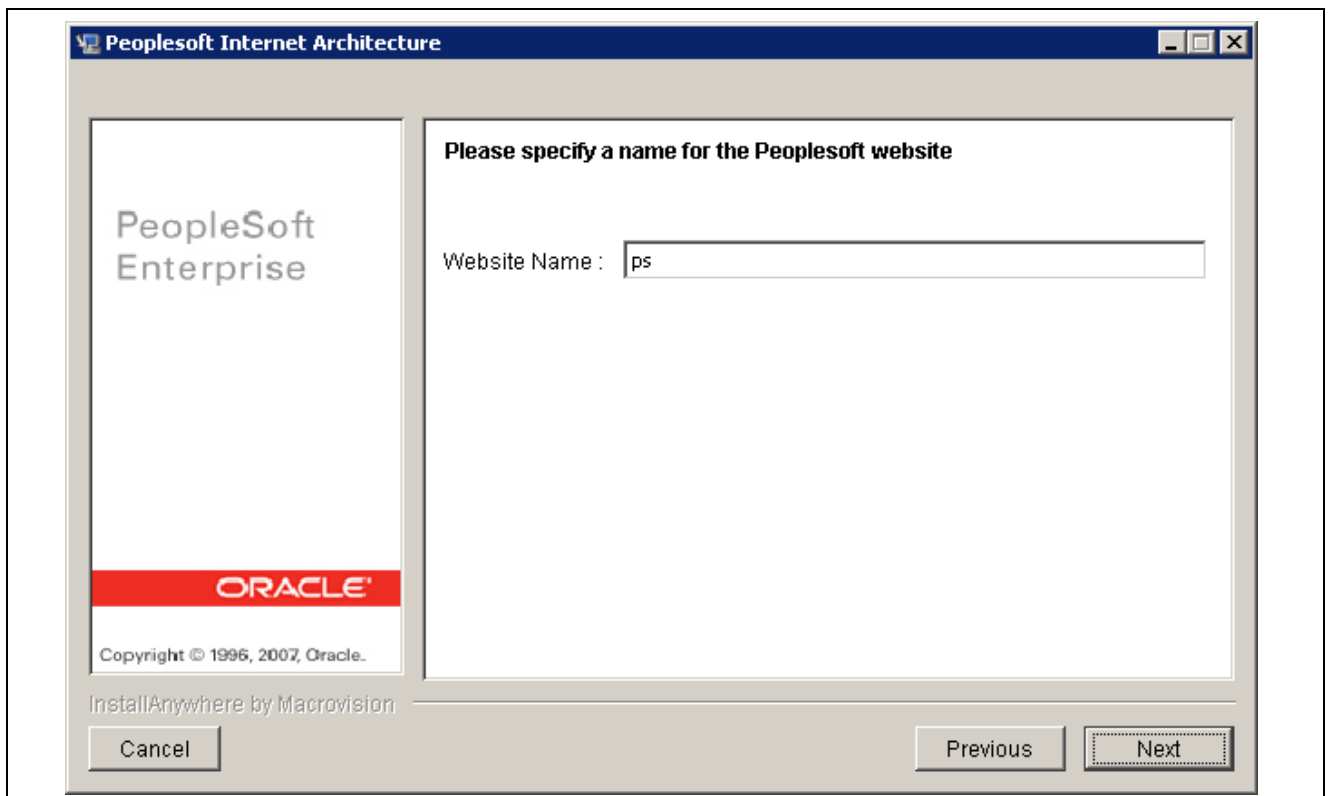 Peoplesoft Internet Architecture
PeopleSoft
Enterprise
ORACLE'
Copyright © 1996, 2007, Oracle.
Please specify a name for the Peoplesoft website
Website Name : ps
InstallAnywhere by Macrovision
Cancel
Previous
Next